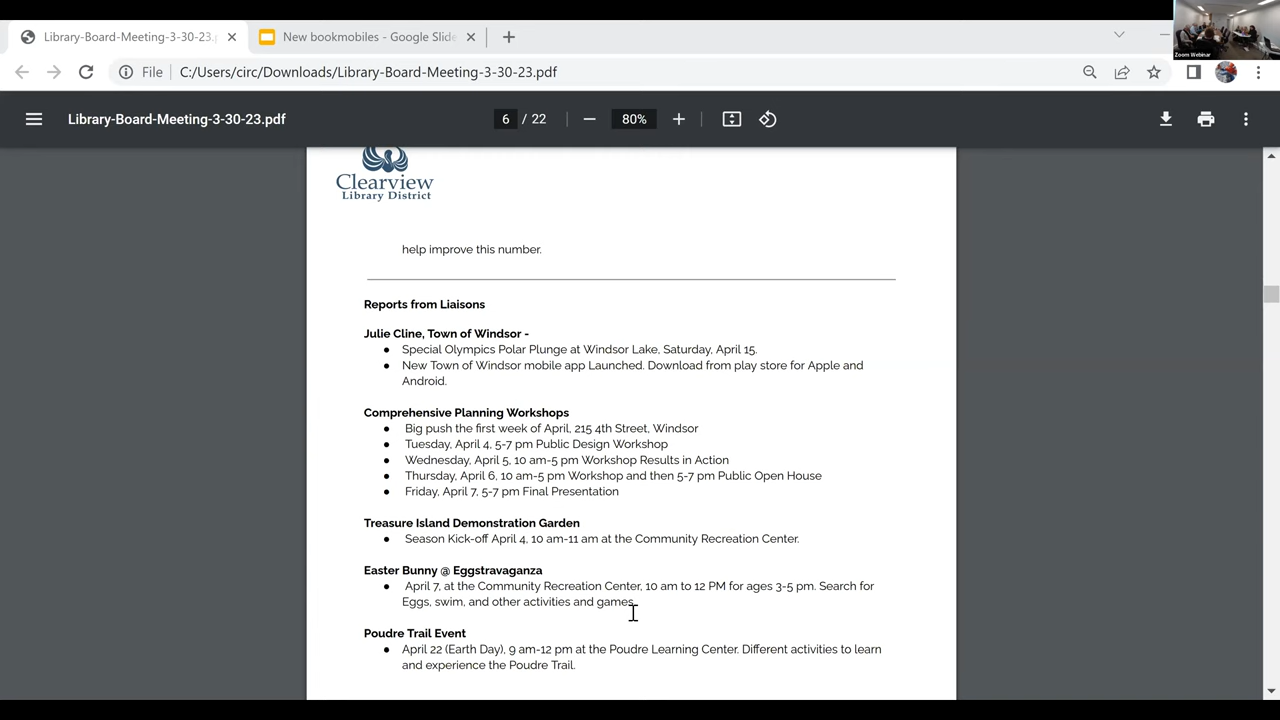 Library-Board-Meeting-3-30-23.
New bookmobiles - Google Slide
Zoom Webinar
File
C:/Users/circ/Downloads/Library-Board-Meeting-3-30-23.pdf
Library-Board-Meeting-3-30-23.pdf
6 / 22
80%
Clearview
Library District
help improve this number.
Reports from Liaisons
Julie Cline, Town of Windsor -
● Special Olympics Polar Plunge at Windsor Lake, Saturday, April 15.
● New Town of Windsor mobile app Launched. Download from play store for Apple and
Android.
Comprehensive Planning Workshops
● Big push the first week of April, 215 4th Street, Windsor
● Tuesday, April 4, 5-7 pm Public Design Workshop
● Wednesday, April 5, 10 am-5 pm Workshop Results in Action
● Thursday, April 6, 10 am-5 pm Workshop and then 5-7 pm Public Open House
● Friday, April 7, 5-7 pm Final Presentation
Treasure Island Demonstration Garden
● Season Kick-off April 4, 10 am-11 am at the Community Recreation Center.
Easter Bunny @ Eggstravaganza
● April 7, at the Community Recreation Center, 10 am to 12 PM for ages 3-5 pm. Search for
Eggs, swim, and other activities and games.
Poudre Trail Event
● April 22 (Earth Day), 9 am-12 pm at the Poudre Learning Center. Different activities to learn
and experience the Poudre Trail.